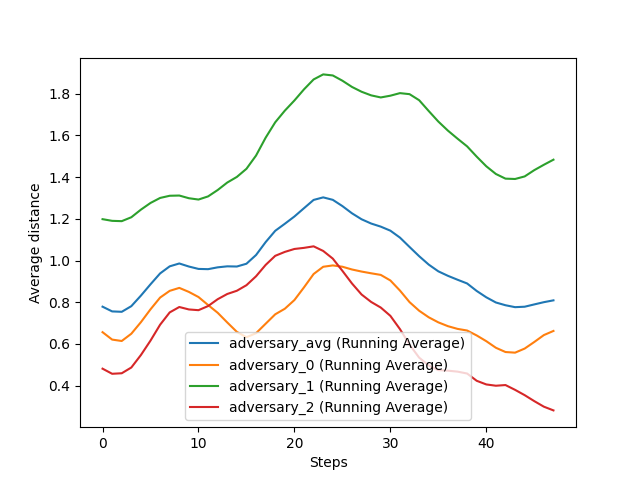 1.8
1.6
1.4
1.2
1.0
0.8
0.6
0.4
Average distance
adversary_avg (Running Average)
adversary_0 (Running Average)
adversary_1 (Running Average)
adversary_2 (Running Average)
0 10 20 30 40
Steps